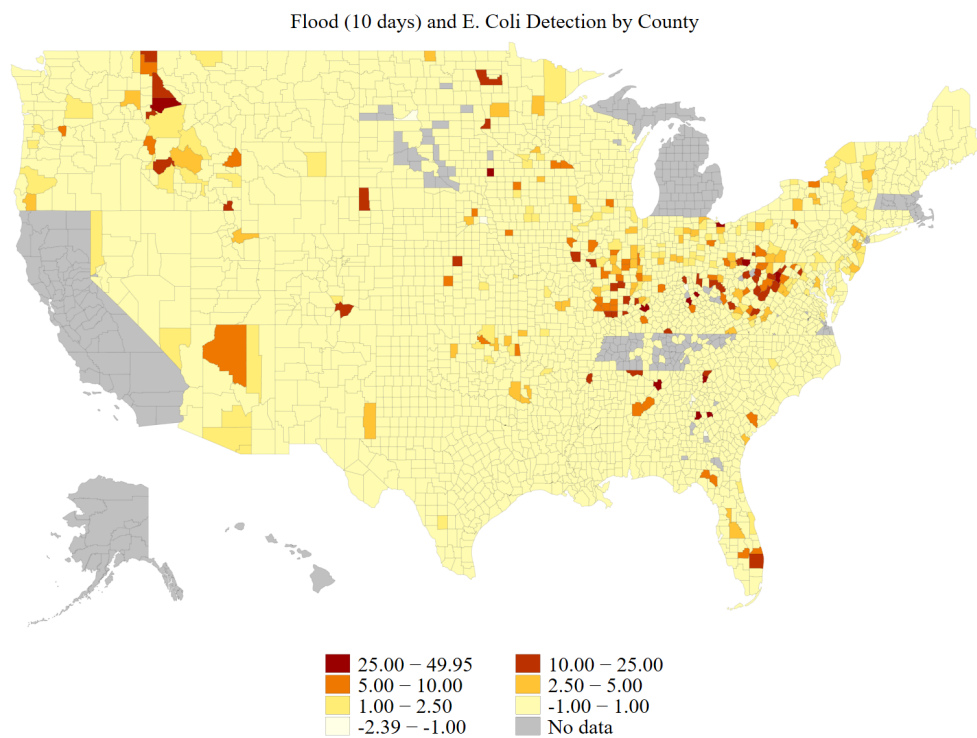 Flood (10 days) and E. Coli Detection by County
25.00 − 49.95 10.00 − 25.00
5.00 − 10.00 2.50 − 5.00
1.00 − 2.50 -1.00 − 1.00
-2.39 − -1.00 No data